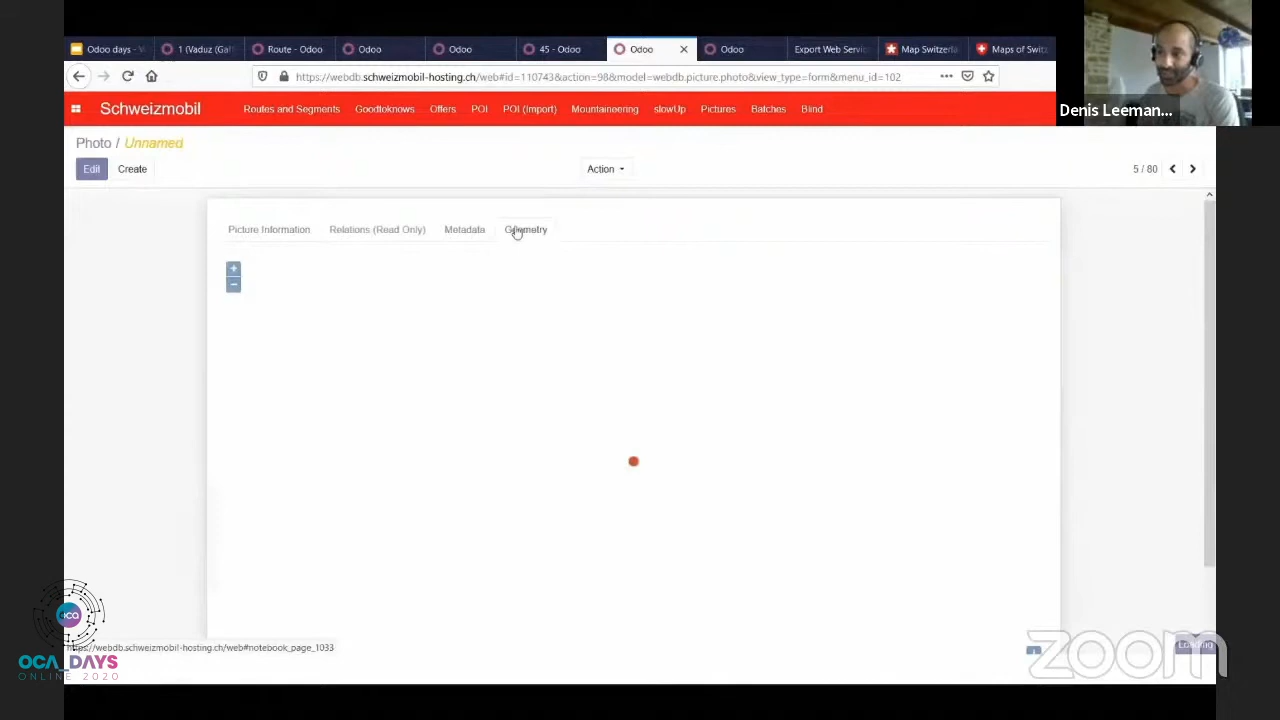 Odoo days - V
1 (Vaduz (Gaf
Route - Odoo
Odoo
Odoo
45 - Odoo
Odoo
Odoo
Export Web Servic
Map Switzerla
Maps of Switz
https://webdb.schweizmobil-hosting.ch/web#id=110743&action=98&model=webdb.picture.photo&view_type=form&menu_id=102
Denis Leeman...
Schweizmobil
Routes and Segments
Goodtoknows
Offers
POI
POI (Import)
Mountaineering
slowUp
Pictures
Batches
Blind
Photo / Unnamed
Edit
Create
Action
5 / 80
Picture Information
Relations (Read Only)
Metadata
Geometry
+
−
oca
https://webdb.schweizmobil-hosting.ch/web#notebook_page_1033
OCA_DAYS
ONLINE 2020
i
zoom
Loading